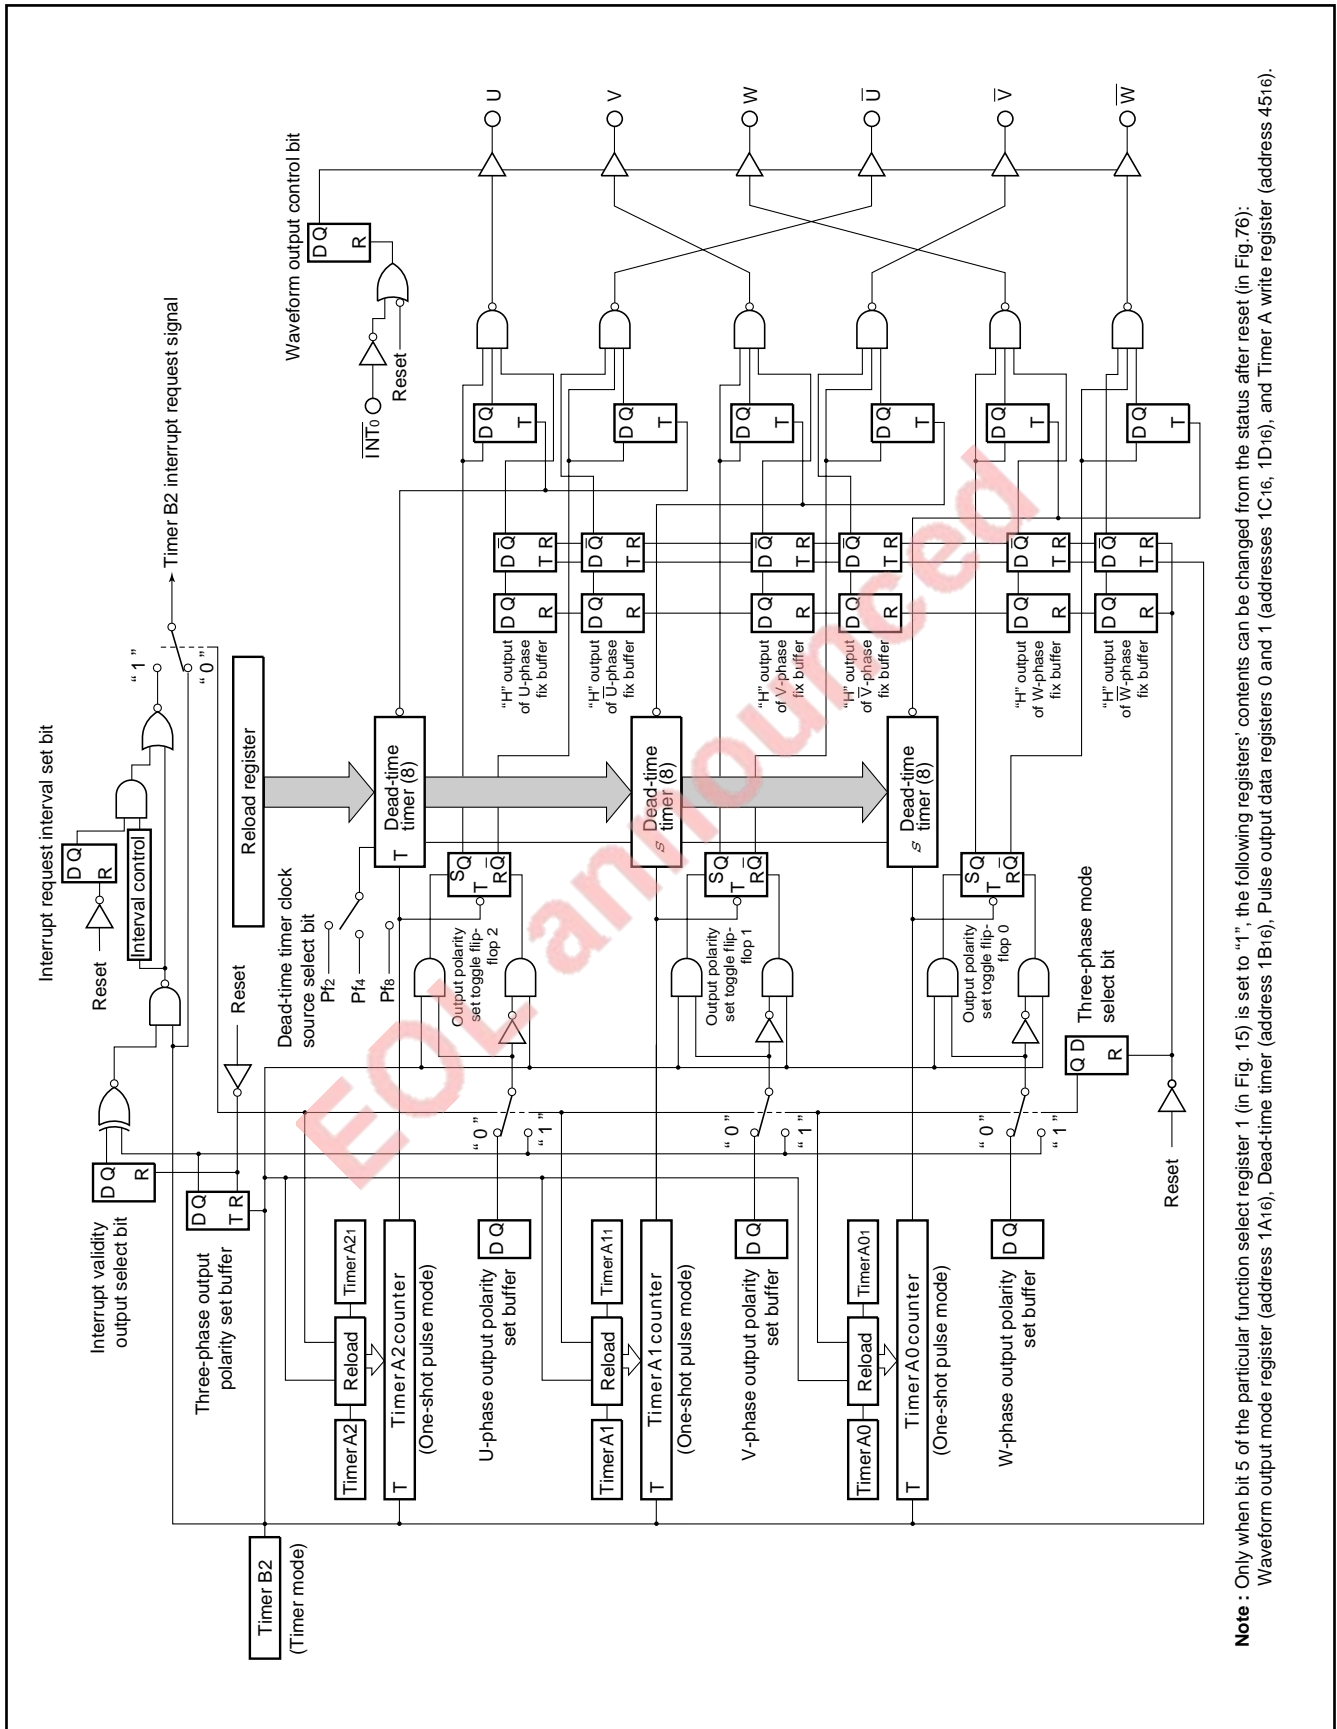 Interrupt request interval set bit
D Q
R
Reset
Interval control
“ 1 ”
“ 0 ”
Timer B2 interrupt request signal
Interrupt validity
output select bit
D Q
R
Three-phase output
polarity set buffer
D Q
T R
Reset
Reload register
Waveform output control bit
D Q
R
INT0
Reset
Timer B2
(Timer mode)
Dead-time timer clock
source select bit
Pf2
Pf4
Pf8
Timer A2
Reload
Timer A21
T
Timer A2 counter
(One-shot pulse mode)
U-phase output polarity
set buffer
D Q
“ 0 ”
“ 1 ”
Output polarity
set toggle flip-
flop 2
S Q
T
R Q
T
Dead-time
timer (8)
“H” output
of U-phase
fix buffer
D Q
R
D Q
T R
“H” output
of U-phase
fix buffer
D Q
R
D Q
T R
D Q
T
D Q
T
U
V
Timer A1
Reload
Timer A11
T
Timer A1 counter
(One-shot pulse mode)
V-phase output polarity
set buffer
D Q
“ 0 ”
“ 1 ”
Output polarity
set toggle flip-
flop 1
S Q
T
R Q
Dead-time
timer (8)
“H” output
of V-phase
fix buffer
D Q
R
D Q
T R
“H” output
of V-phase
fix buffer
D Q
R
D Q
T R
D Q
T
D Q
T
W
U
Timer A0
Reload
Timer A01
T
Timer A0 counter
(One-shot pulse mode)
W-phase output polarity
set buffer
D Q
“ 0 ”
“ 1 ”
Output polarity
set toggle flip-
flop 0
S Q
T
R Q
Dead-time
timer (8)
“H” output
of W-phase
fix buffer
D Q
R
D Q
T R
“H” output
of W-phase
fix buffer
D Q
R
D Q
T R
D Q
T
D Q
T
V
W
Three-phase mode
select bit
Q D
R
Reset
EOL announced
Note : Only when bit 5 of the particular function select register 1 (in Fig. 15) is set to “1”, the following registers’ contents can be changed from the status after reset (in Fig.76):
Waveform output mode register (address 1A16), Dead-time timer (address 1B16), Pulse output data registers 0 and 1 (addresses 1C16, 1D16), and Timer A write register (address 4516).